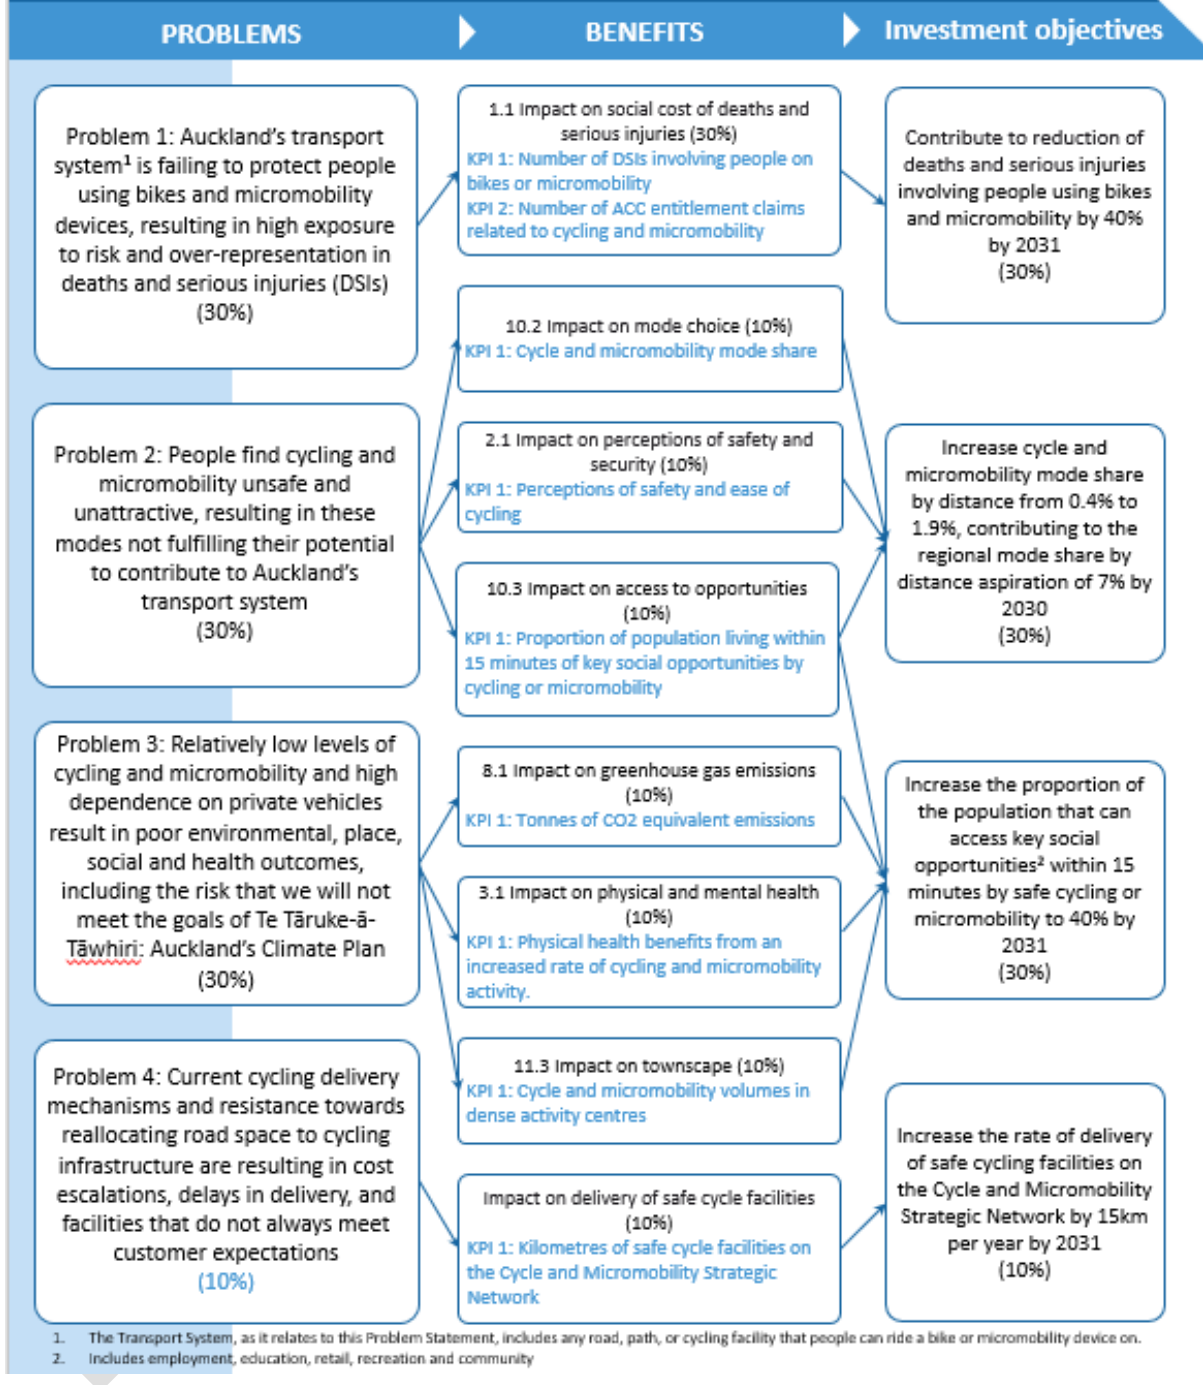 PROBLEMS
BENEFITS
Investment objectives
Problem 1: Auckland's transport
system¹ is failing to protect people
using bikes and micromobility
devices, resulting in high exposure
to risk and over-representation in
deaths and serious injuries (DSIs)
(30%)
Problem 2: People find cycling and
micromobility unsafe and
unattractive, resulting in these
modes not fulfilling their potential
to contribute to Auckland's
transport system
(30%)
Problem 3: Relatively low levels of
cycling and micromobility and high
dependence on private vehicles
result in poor environmental, place,
social and health outcomes,
including the risk that we will not
meet the goals of Te Tāruke-ā-
Tāwhiri: Auckland's Climate Plan
(30%)
Problem 4: Current cycling delivery
mechanisms and resistance towards
reallocating road space to cycling
infrastructure are resulting in cost
escalations, delays in delivery, and
facilities that do not always meet
customer expectations
(10%)
1.1 Impact on social cost of deaths and
serious injuries (30%)
KPI 1: Number of DSIs involving people on
bikes or micromobility
KPI 2: Number of ACC entitlement claims
related to cycling and micromobility
10.2 Impact on mode choice (10%)
KPI 1: Cycle and micromobility mode share
2.1 Impact on perceptions of safety and
security (10%)
KPI 1: Perceptions of safety and ease of
cycling
10.3 Impact on access to opportunities
(10%)
KPI 1: Proportion of population living within
15 minutes of key social opportunities by
cycling or micromobility
8.1 Impact on greenhouse gas emissions
(10%)
KPI 1: Tonnes of CO2 equivalent emissions
3.1 Impact on physical and mental health
(10%)
KPI 1: Physical health benefits from an
increased rate of cycling and micromobility
activity.
11.3 Impact on townscape (10%)
KPI 1: Cycle and micromobility volumes in
dense activity centres
Impact on delivery of safe cycle facilities
(10%)
KPI 1: Kilometres of safe cycle facilities on
the Cycle and Micromobility Strategic
Network
Contribute to reduction of
deaths and serious injuries
involving people using bikes
and micromobility by 40%
by 2031
(30%)
Increase cycle and
micromobility mode share
by distance from 0.4% to
1.9%, contributing to the
regional mode share by
distance aspiration of 7% by
2030
(30%)
Increase the proportion of
the population that can
access key social
opportunities² within 15
minutes by safe cycling or
micromobility to 40% by
2031
(30%)
Increase the rate of delivery
of safe cycling facilities on
the Cycle and Micromobility
Strategic Network by 15km
per year by 2031
(10%)
1. The Transport System, as it relates to this Problem Statement, includes any road, path, or cycling facility that people can ride a bike or micromobility device on.
2. Includes employment, education, retail, recreation and community